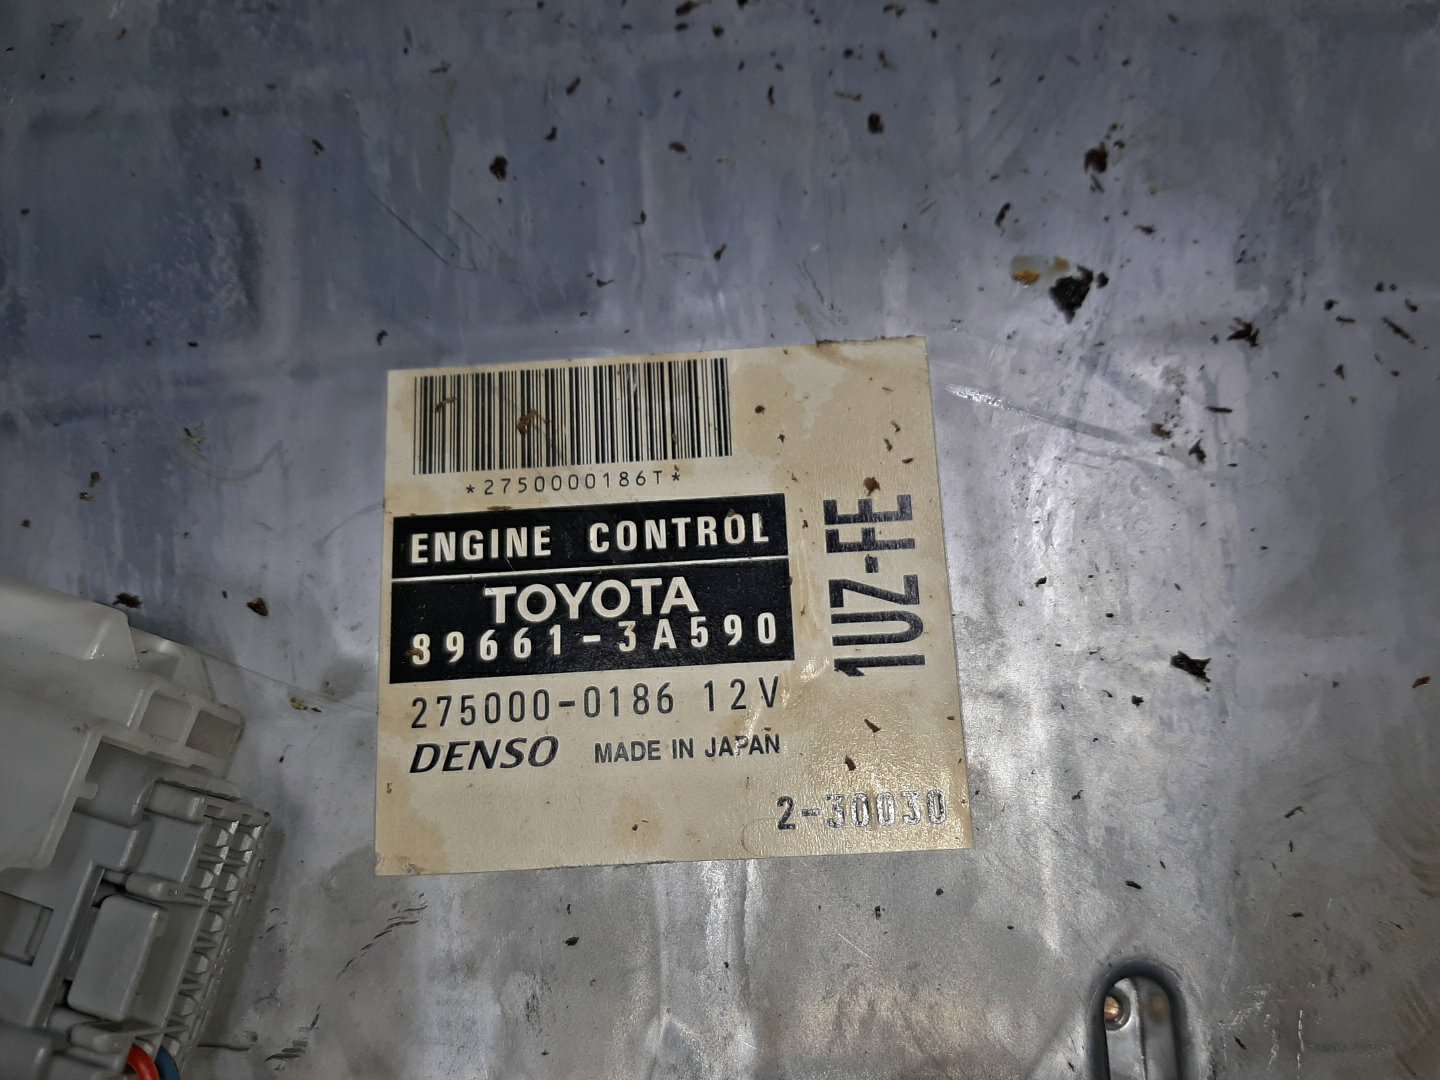 *2750000186T*
ENGINE CONTROL
TOYOTA
89661-3A590
275000-0186 12V
DENSO MADE IN JAPAN
1UZ-FE
2-30030